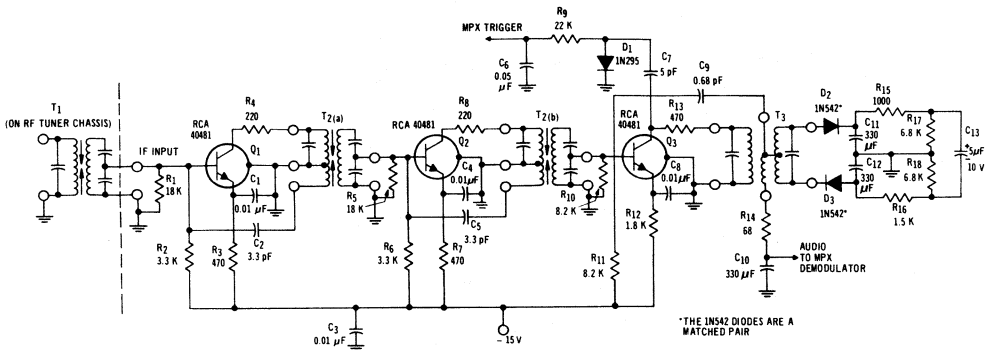 R9
22 K
MPX TRIGGER
D1
1N295
C6
0.05
μF
C7
5 pF
C9
0.68 pF
T1
(ON RF TUNER CHASSIS)
IF INPUT
R1
18K
R4
220
RCA
40481
Q1
C1
0.01 μF
C2
3.3 pF
R2
3.3 K
R3
470
T2(a)
R5
18 K
R8
220
RCA 40481
Q2
C4
0.01μF
C5
3.3 pF
R6
3.3 K
R7
470
T2(b)
R10
8.2 K
RCA
40481
Q3
R13
470
C8
0.01μF
R12
1.8 K
R11
8.2 K
T3
D2
1N542*
R15
1000
C11
330
μF
R17
6.8 K
C13
5μF
10 V
C12
330
μF
R18
6.8 K
D3
1N542*
R16
1.5 K
R14
68
C10
330 μF
AUDIO
TO MPX
DEMODULATOR
C3
0.01 μF
– 15 V
*THE 1N542 DIODES ARE A
MATCHED PAIR